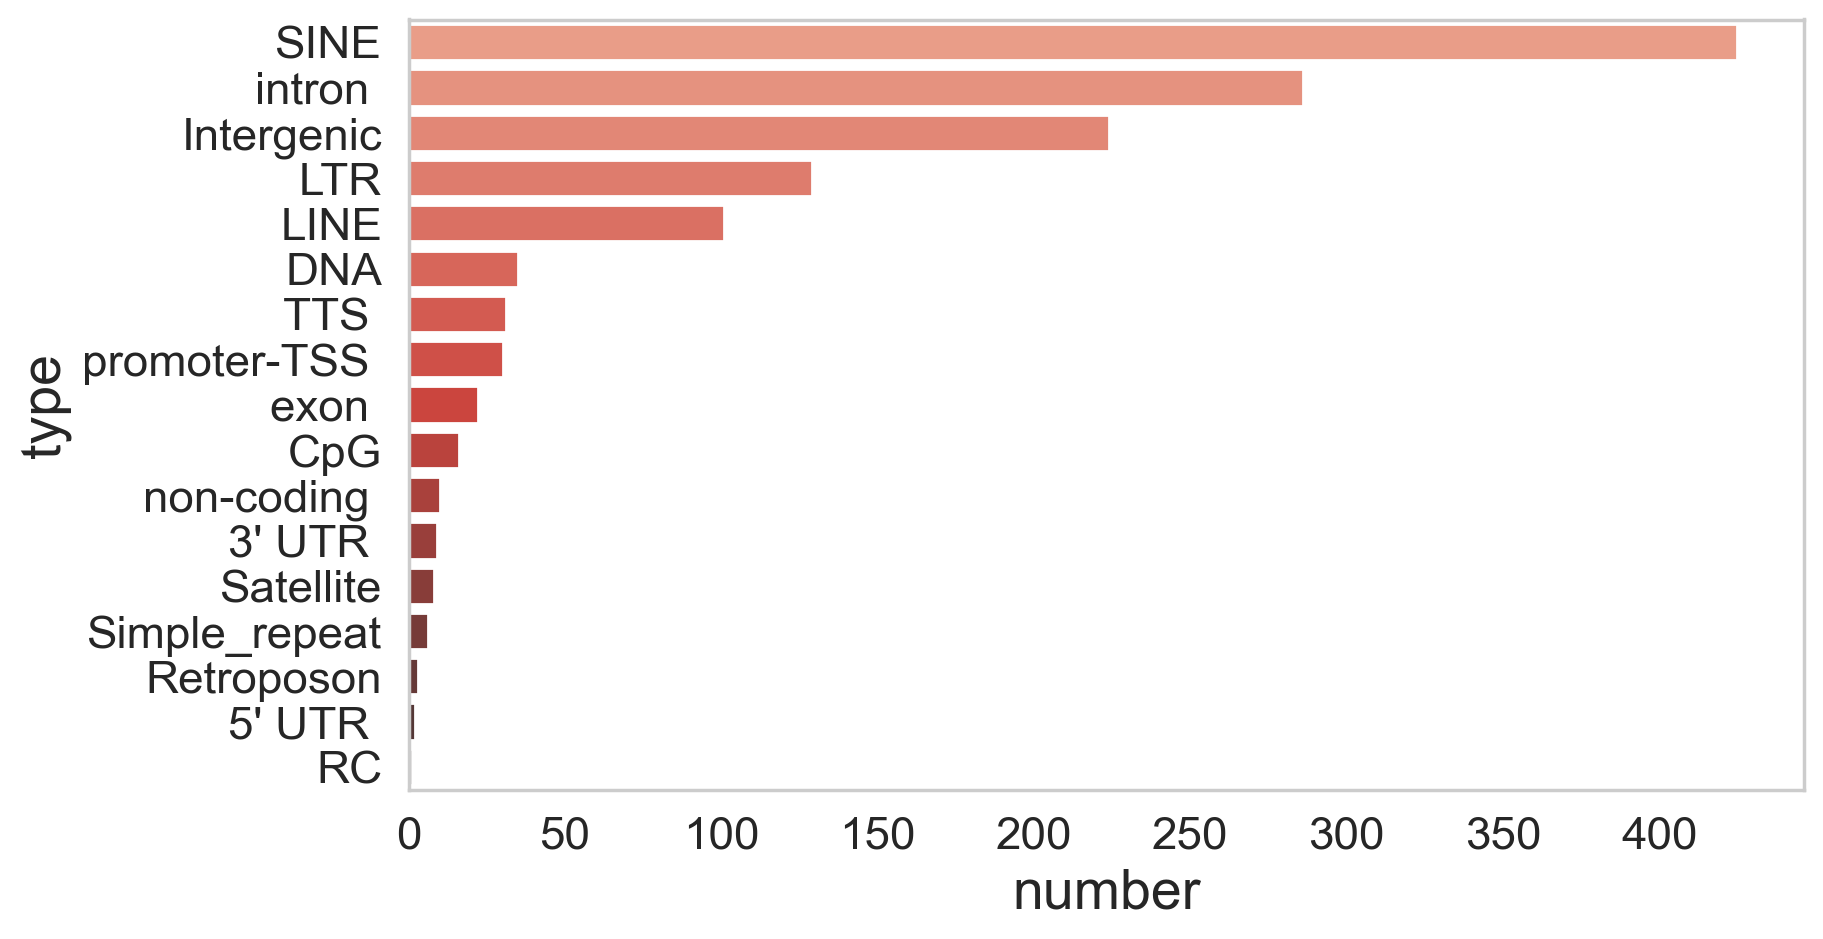 SINE
intron
Intergenic
LTR
LINE
DNA
TTS
promoter-TSS
exon
CpG
non-coding
3' UTR
Satellite
Simple_repeat
Retroposon
5' UTR
RC
type
0 50 100 150 200 250 300 350 400
number